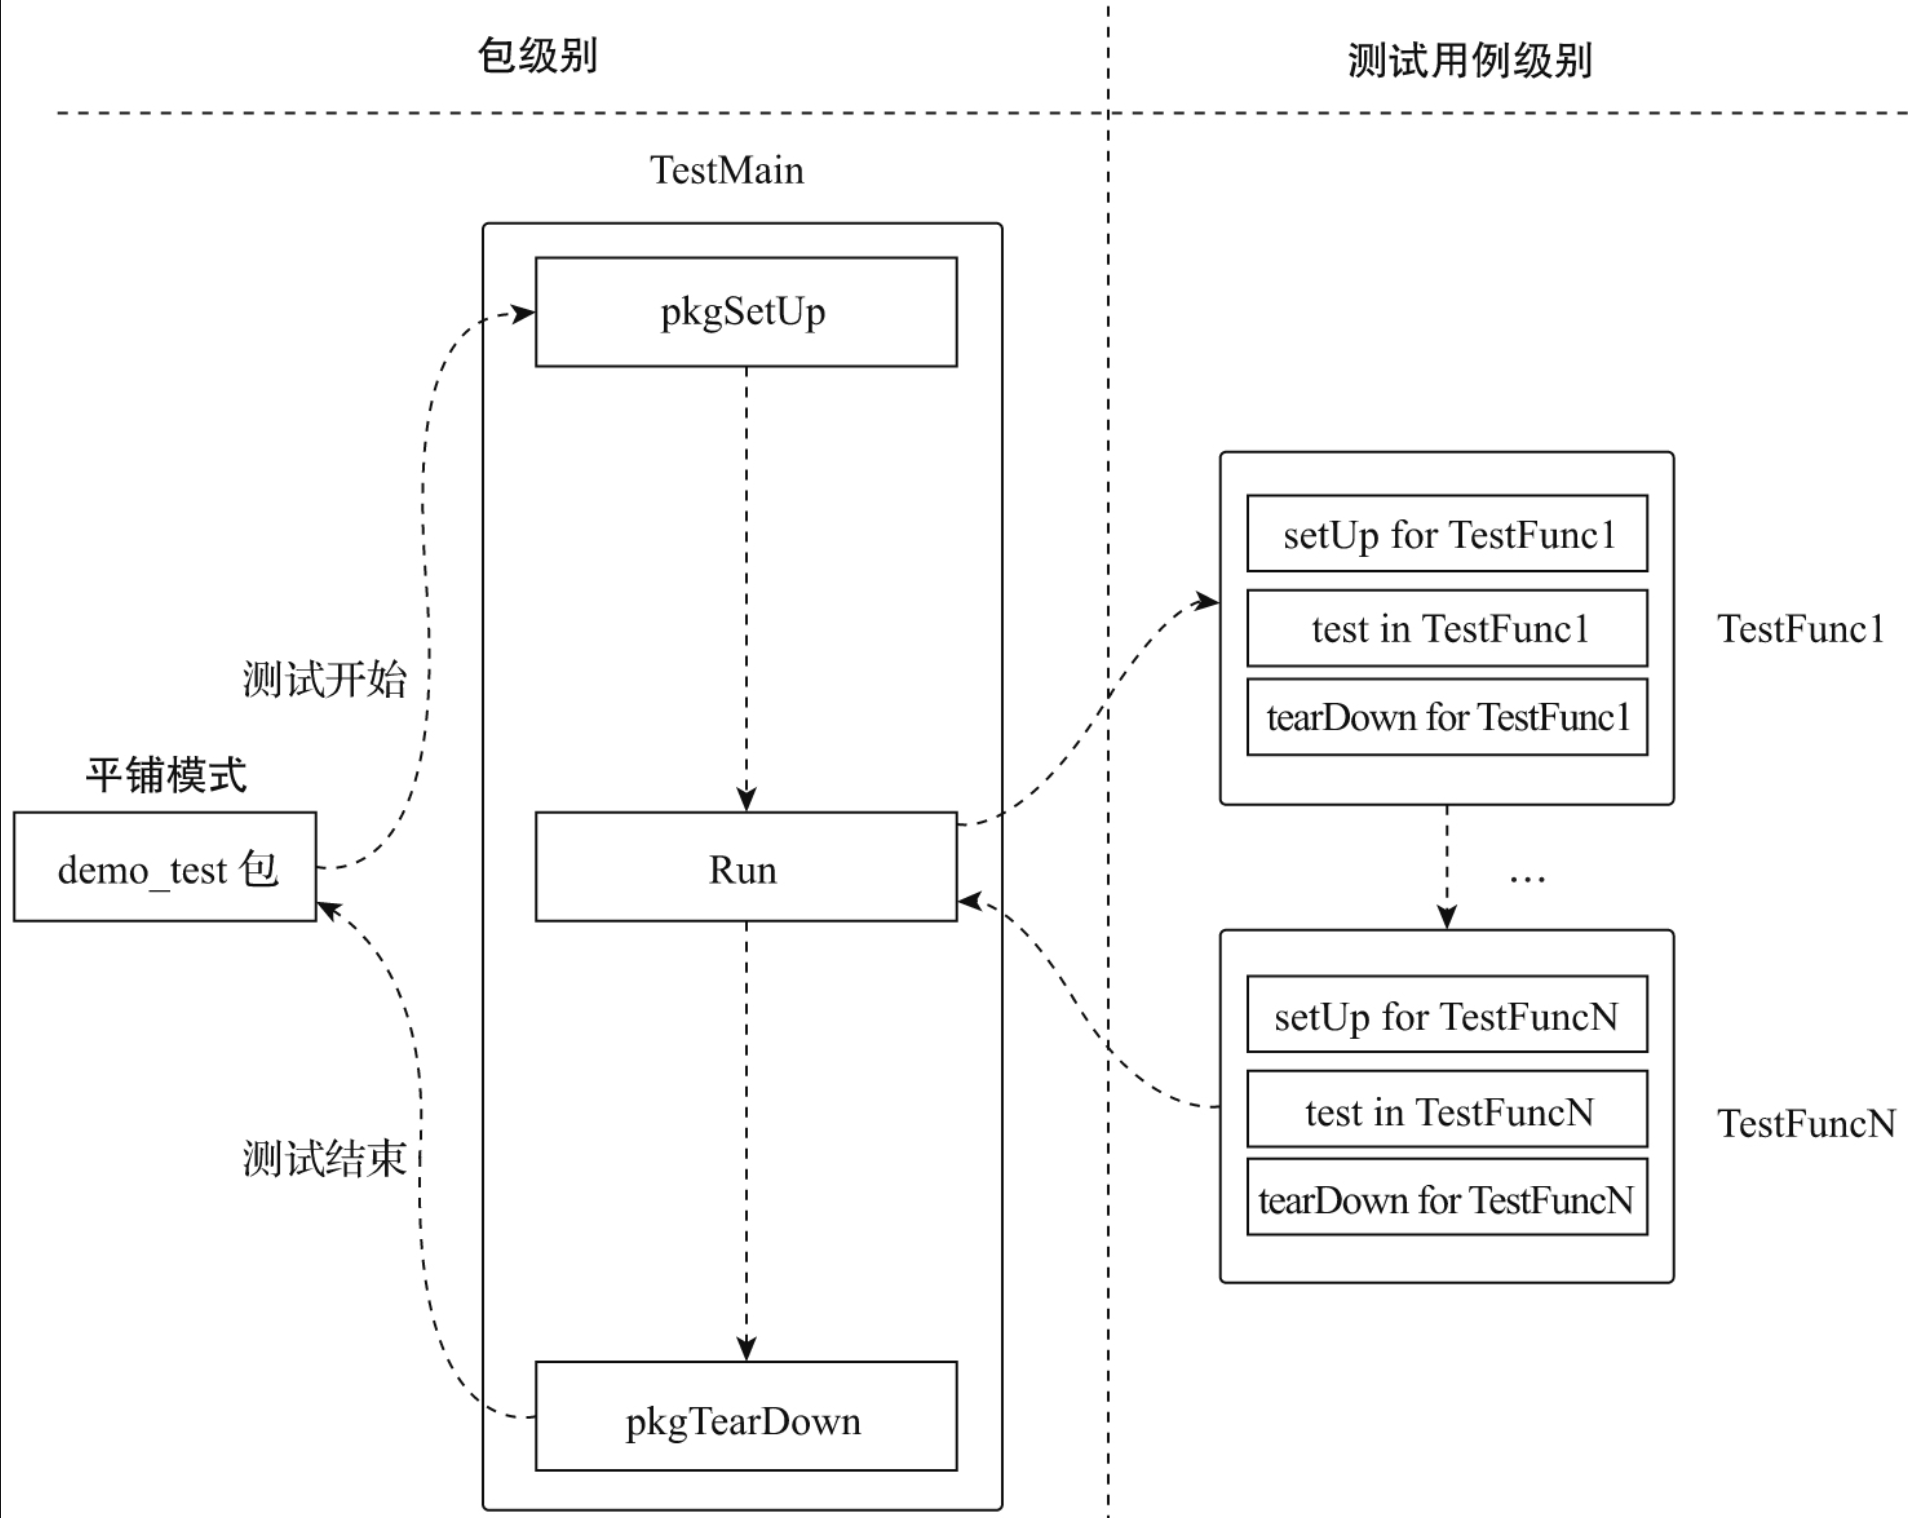 包级别
测试用例级别
TestMain
pkgSetUp
setUp for TestFunc1
test in TestFunc1
TestFunc1
tearDown for TestFunc1
测试开始
平铺模式
demo_test 包
Run
...
setUp for TestFuncN
test in TestFuncN
TestFuncN
tearDown for TestFuncN
测试结束
pkgTearDown